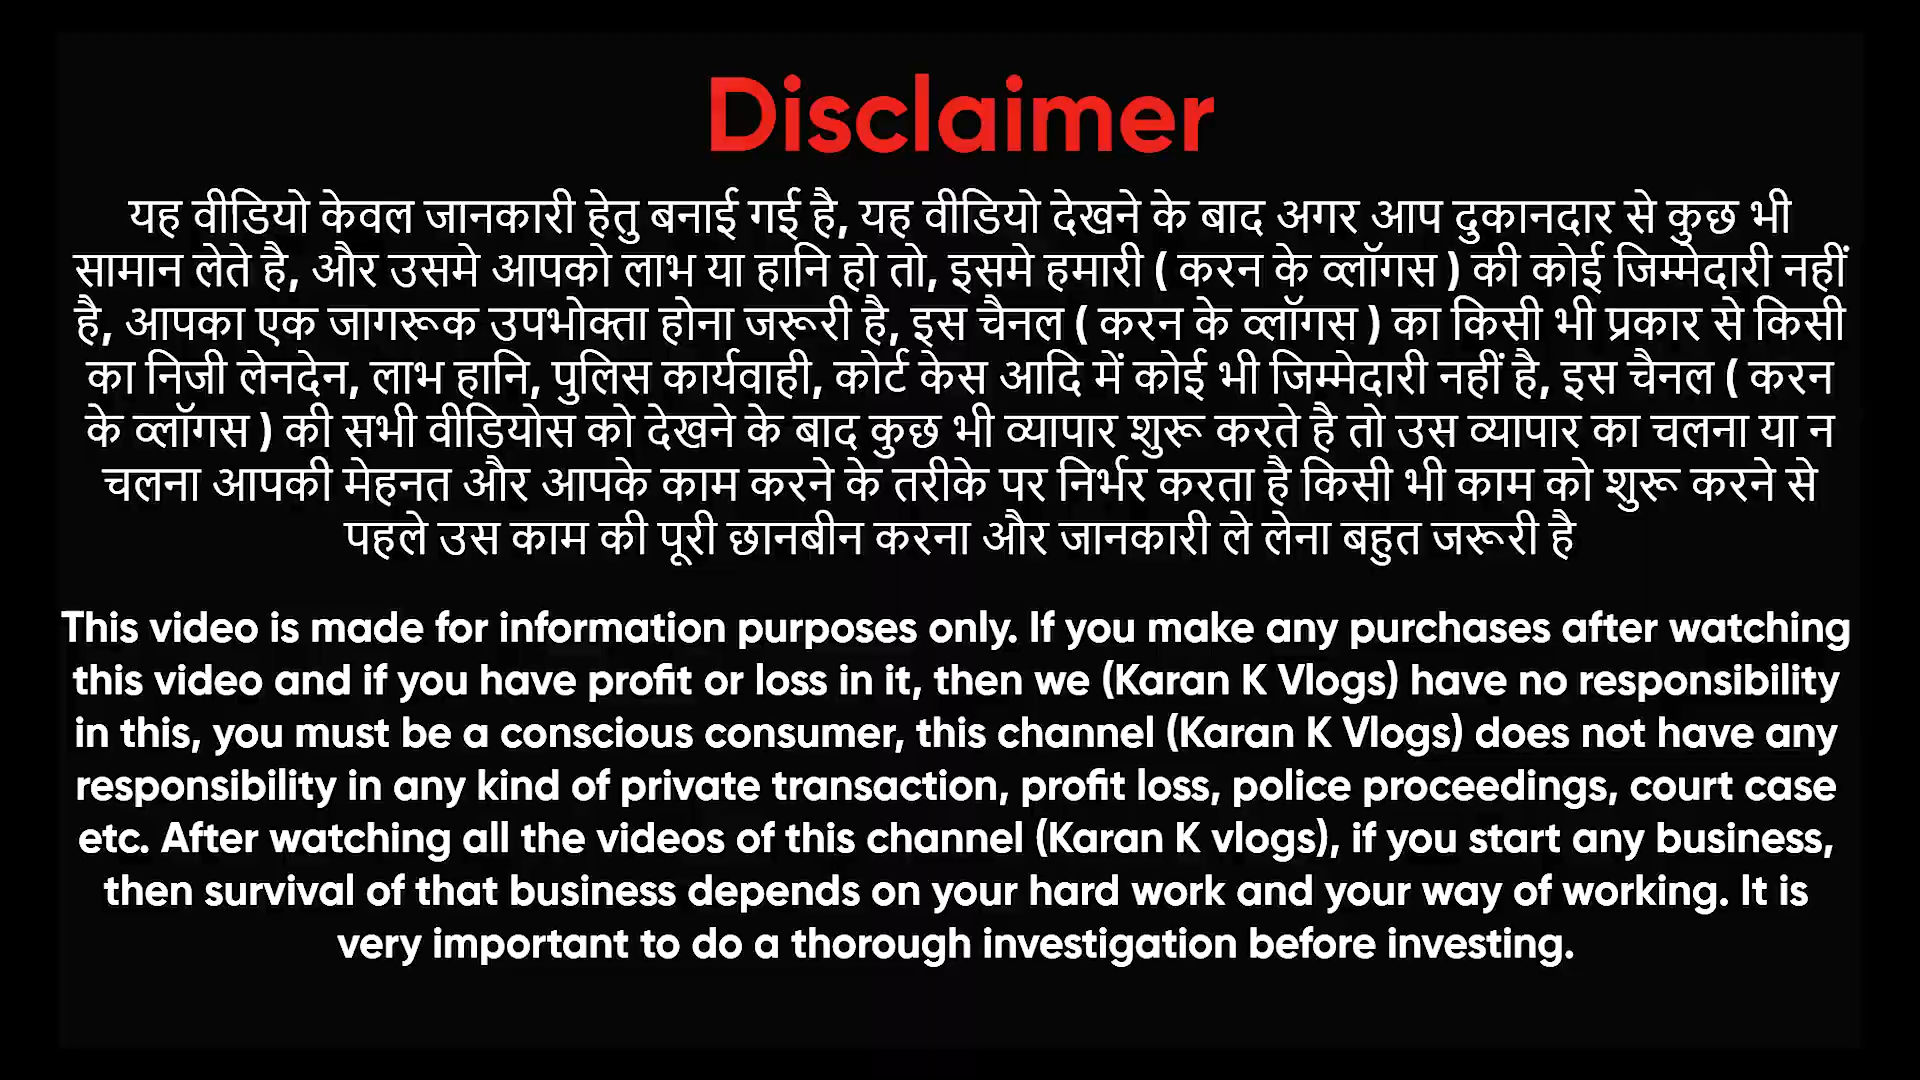 Disclaimer
यह वीडियो केवल जानकारी हेतु बनाई गई है, यह वीडियो देखने के बाद अगर आप दुकानदार से कुछ भी
सामान लेते है, और उसमे आपको लाभ या हानि हो तो, इसमे हमारी ( करन के व्लॉगस ) की कोई जिम्मेदारी नहीं
है, आपका एक जागरूक उपभोक्ता होना जरूरी है, इस चैनल ( करन के व्लॉगस ) का किसी भी प्रकार से किसी
का निजी लेनदेन, लाभ हानि, पुलिस कार्यवाही, कोर्ट केस आदि में कोई भी जिम्मेदारी नहीं है, इस चैनल ( करन
के व्लॉगस ) की सभी वीडियोस को देखने के बाद कुछ भी व्यापार शुरू करते है तो उस व्यापार का चलना या न
चलना आपकी मेहनत और आपके काम करने के तरीके पर निर्भर करता है किसी भी काम को शुरू करने से
पहले उस काम की पूरी छानबीन करना और जानकारी ले लेना बहुत जरूरी है
This video is made for information purposes only. If you make any purchases after watching
this video and if you have profit or loss in it, then we (Karan K Vlogs) have no responsibility
in this, you must be a conscious consumer, this channel (Karan K Vlogs) does not have any
responsibility in any kind of private transaction, profit loss, police proceedings, court case
etc. After watching all the videos of this channel (Karan K vlogs), if you start any business,
then survival of that business depends on your hard work and your way of working. It is
very important to do a thorough investigation before investing.